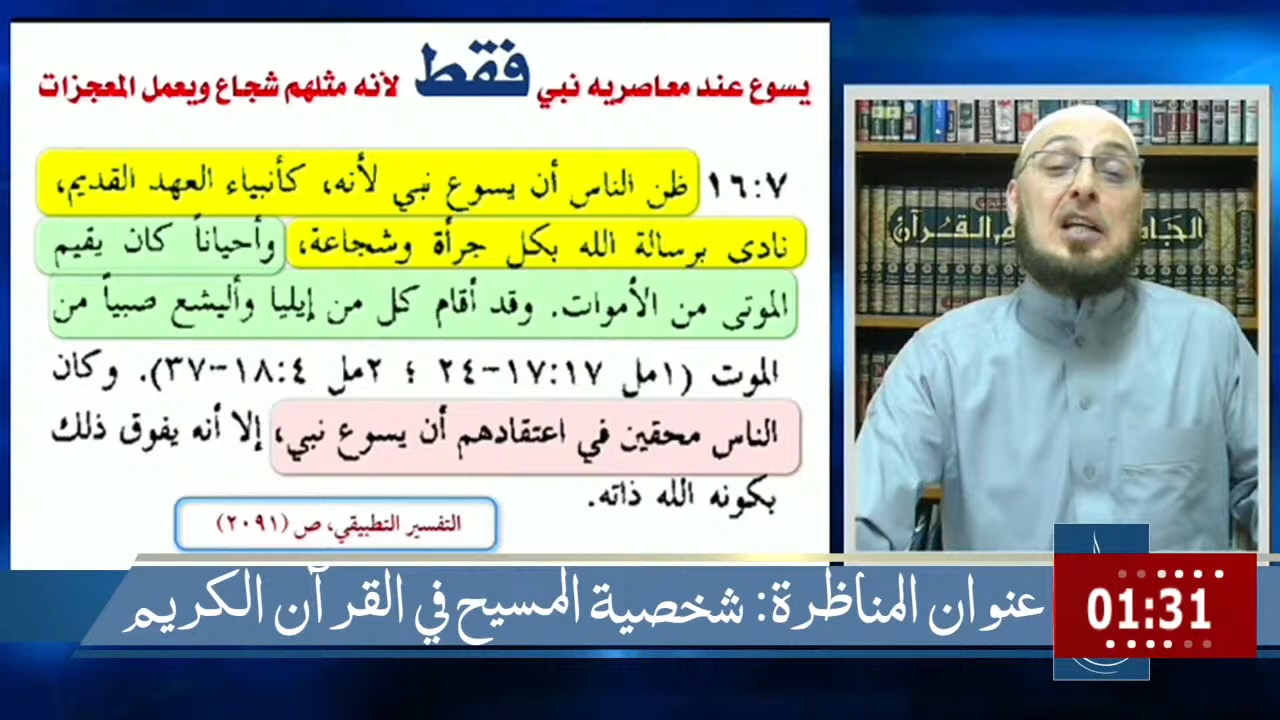 يسوع عند معاصريه نبي فقط لأنه مثلهم شجاع ويعمل المعجزات
١٦:٧ ظن الناس أن يسوع نبي لأنه، كأنبياء العهد القديم،
نادى برسالة الله بكل جرأة وشجاعة، وأحياناً كان يقيم
الموتى من الأموات. وقد أقام كل من إيليا وأليشع صبياً من
الموت (١مل ١٧:١٧-٢٤ ؛ ٢مل ١٨:٤-٣٧). وكان
الناس محقين في اعتقادهم أن يسوع نبي، إلا أنه يفوق ذلك
بكونه الله ذاته.
التفسير التطبيقي، ص (٢٠٩١)
القرآن
عنوان المناظرة: شخصية المسيح في القرآن الكريم
01:31